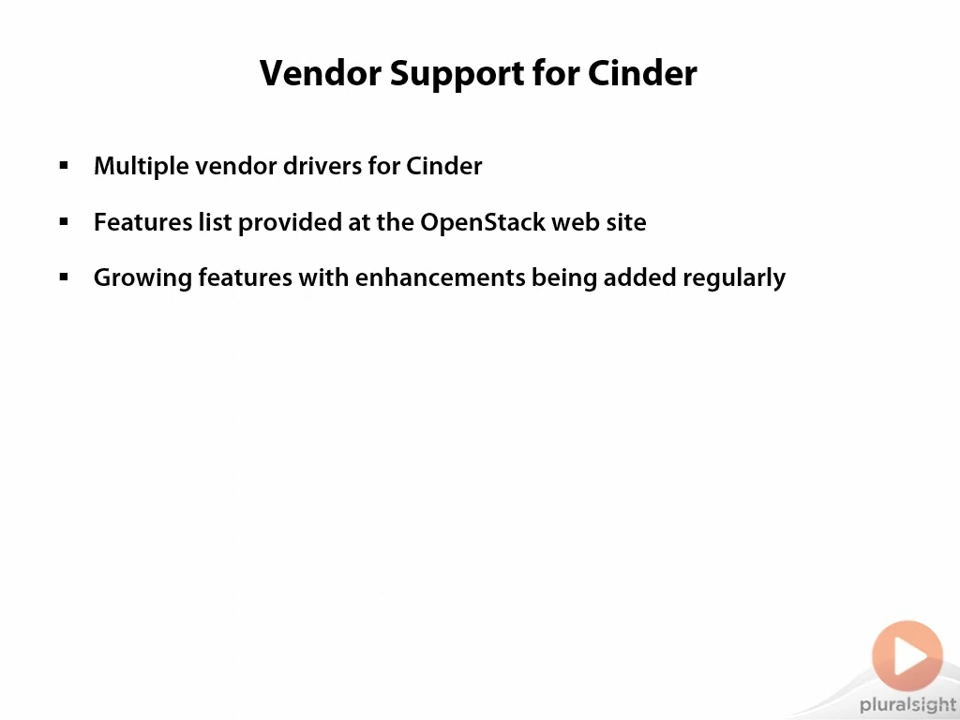 Vendor Support for Cinder
▪ Multiple vendor drivers for Cinder
▪ Features list provided at the OpenStack web site
▪ Growing features with enhancements being added regularly
pluralsight